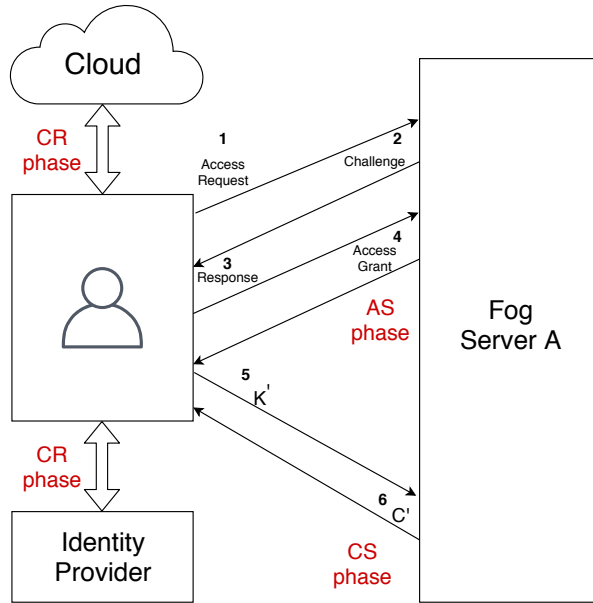 Cloud
CR
phase
1
Access
Request
2
Challenge
3
Response
4
Access
Grant
AS
phase
Fog
Server A
5
K'
CR
phase
6
C'
CS
phase
Identity
Provider